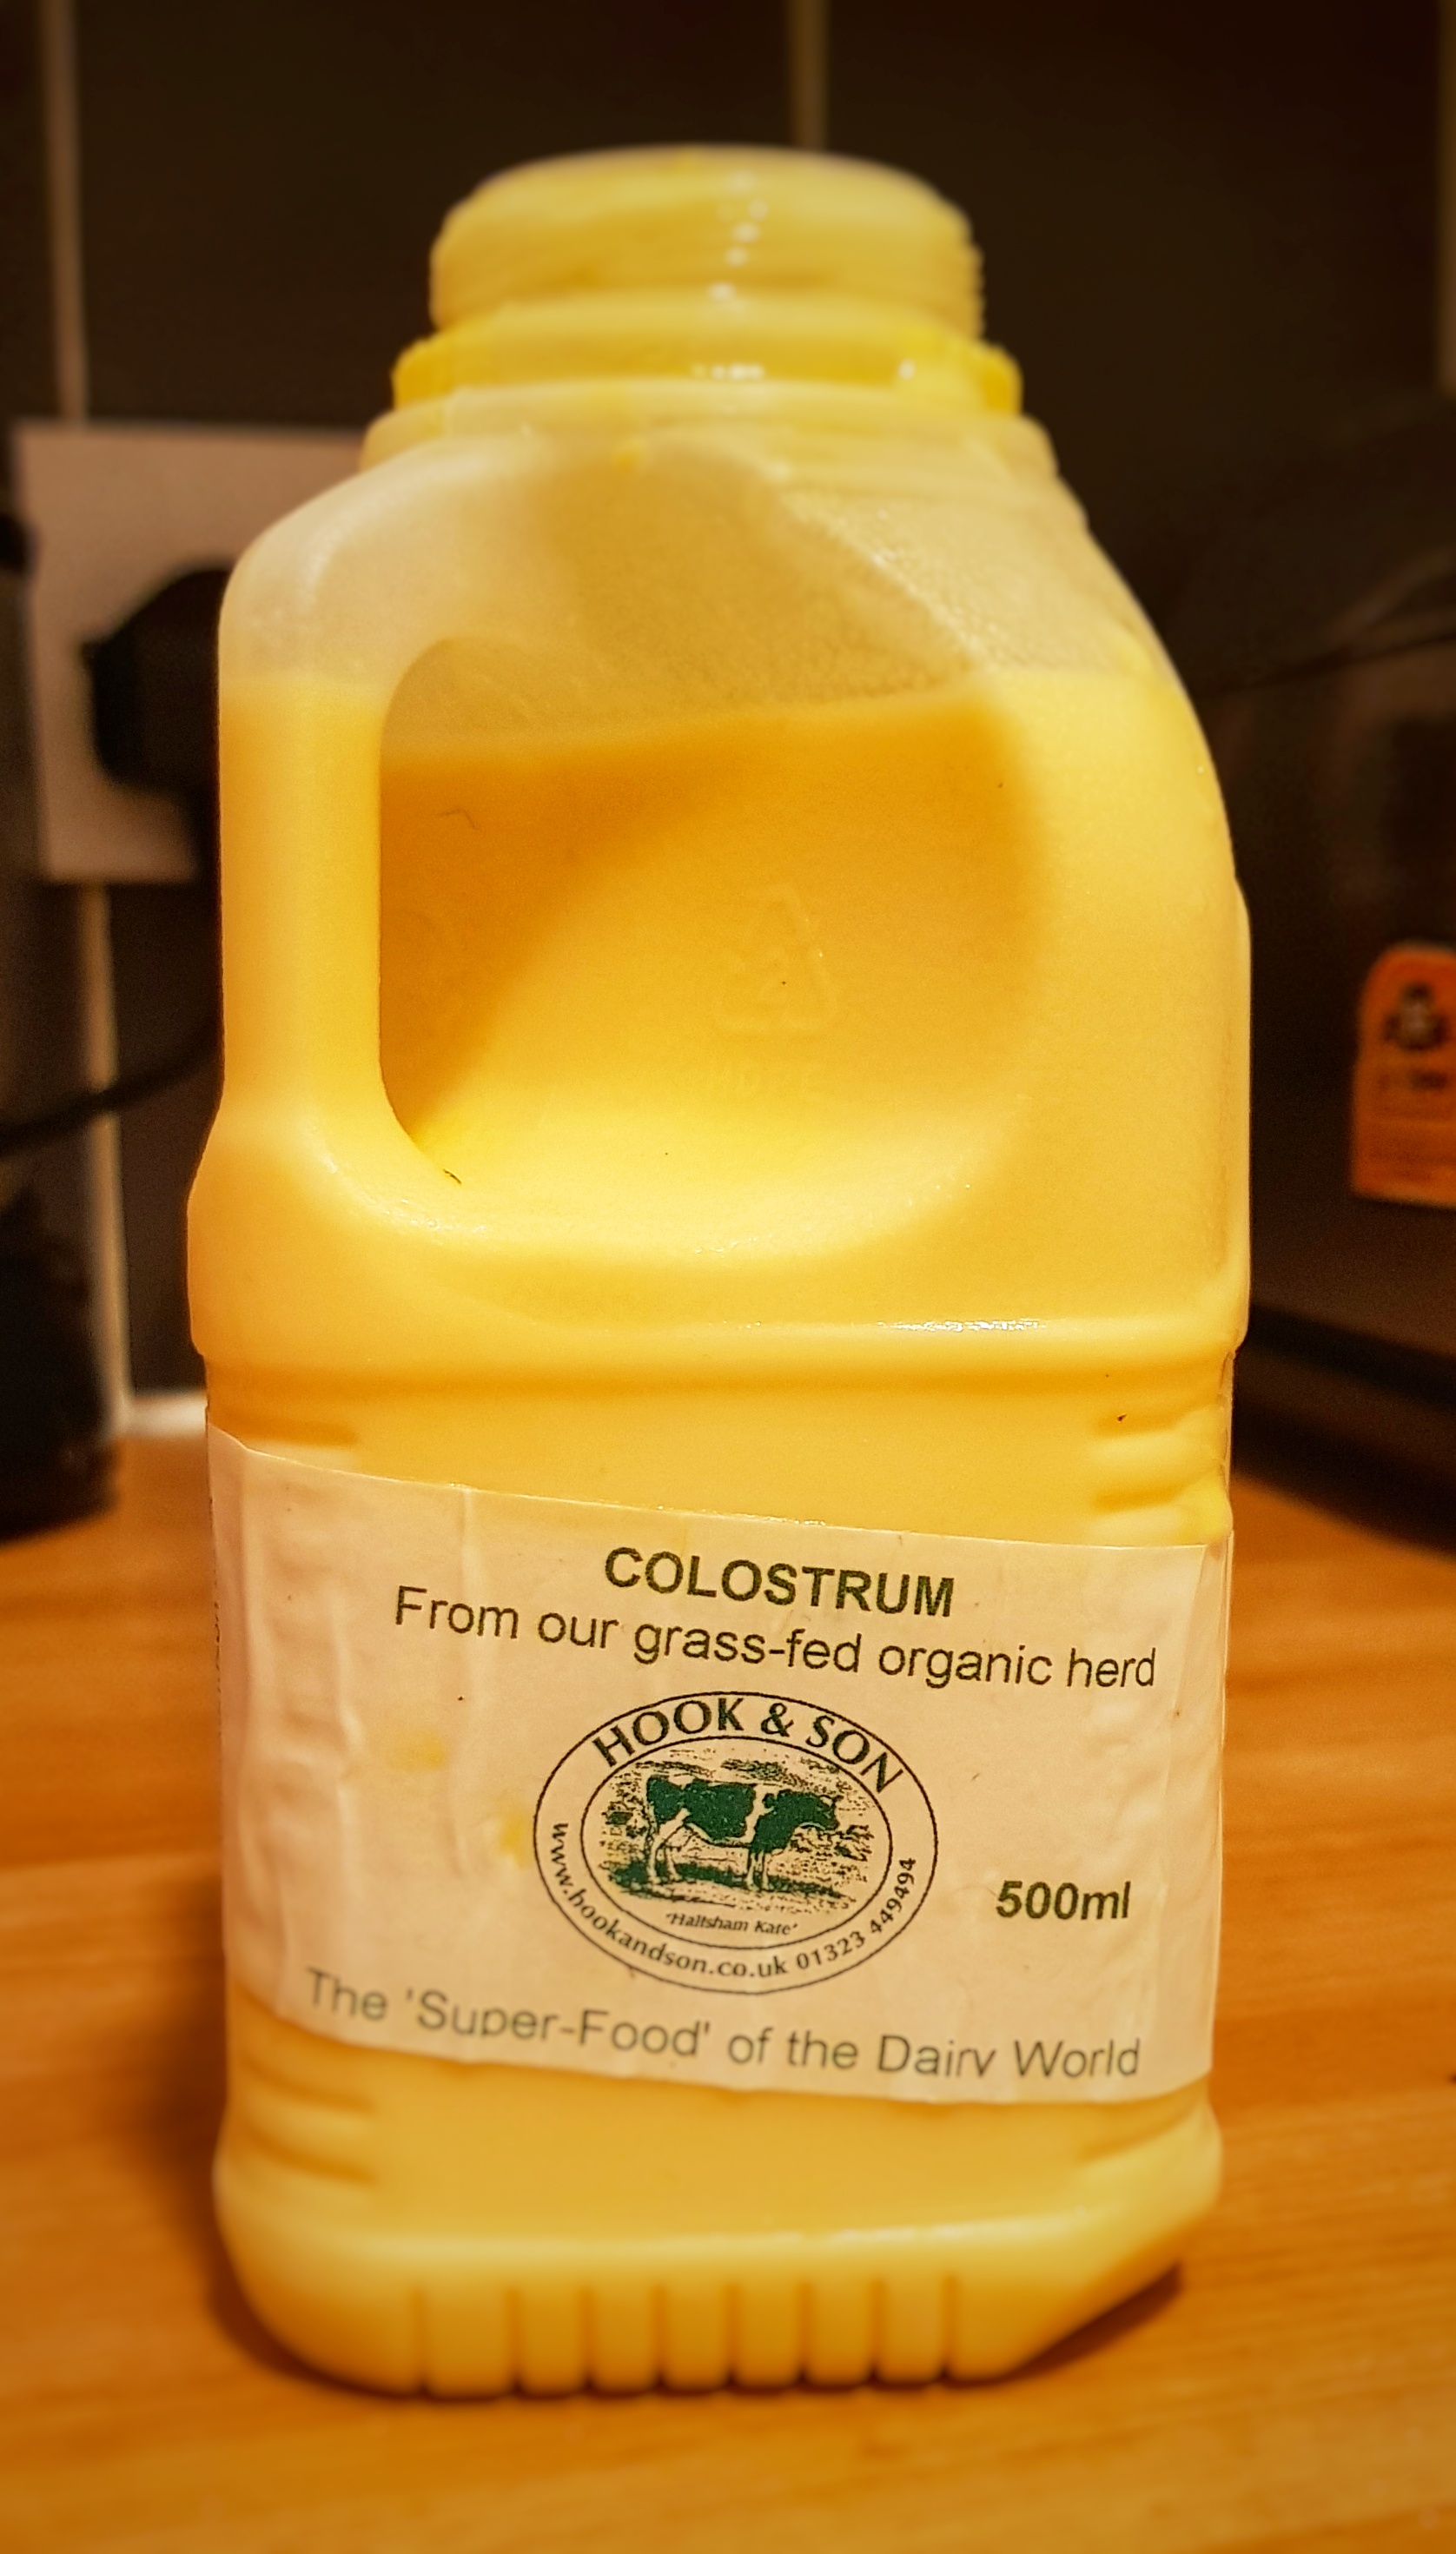 COLOSTRUM
From our grass-fed organic herd
HOOK & SON
'Hailsham Kate'
www.hookandson.co.uk 01323 449494
500ml
The 'Super-Food' of the Dairy World